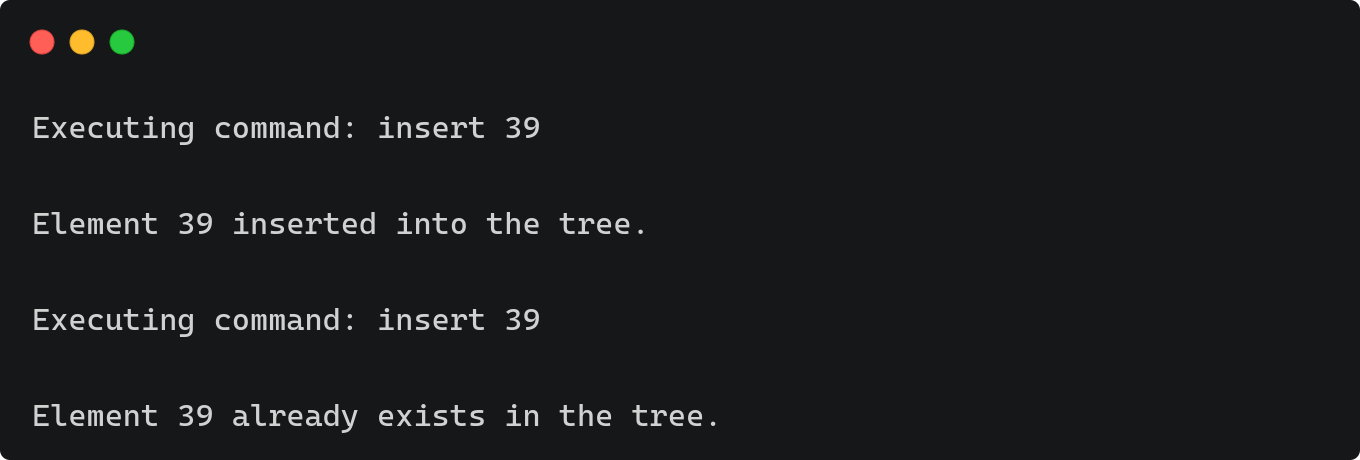 Executing command: insert 39
Element 39 inserted into the tree.
Executing command: insert 39
Element 39 already exists in the tree.